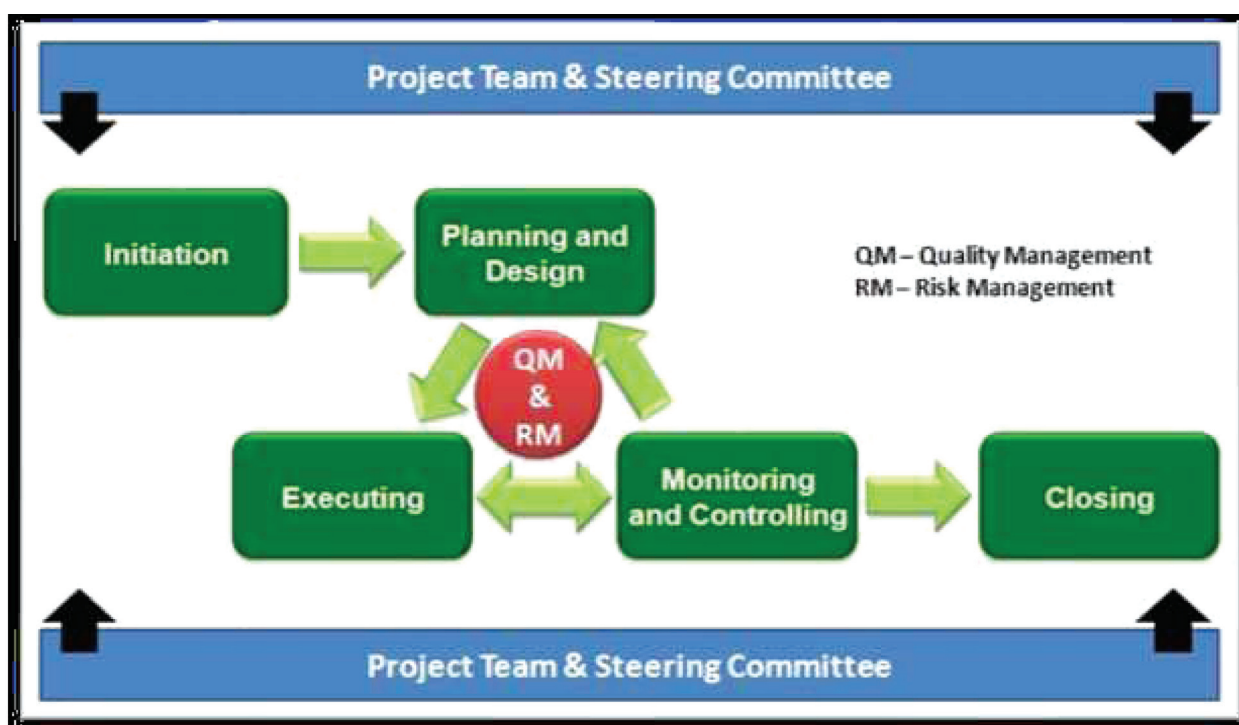 Project Team & Steering Committee
Initiation
Planning and
Design
QM – Quality Management
RM – Risk Management
QM
&
RM
Executing
Monitoring
and Controlling
Closing
Project Team & Steering Committee